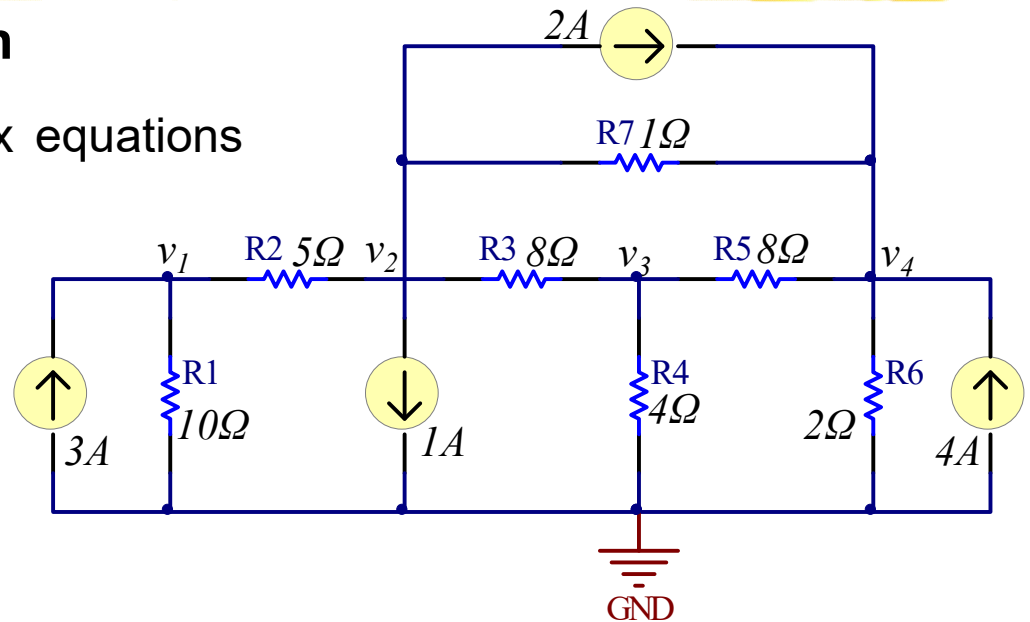 n
x equations
2A
R7 1Ω
v1 R2 5Ω v2 R3 8Ω v3 R5 8Ω v4
R1 R4 R6
10Ω 4Ω 2Ω
3A 1A 4A
GND